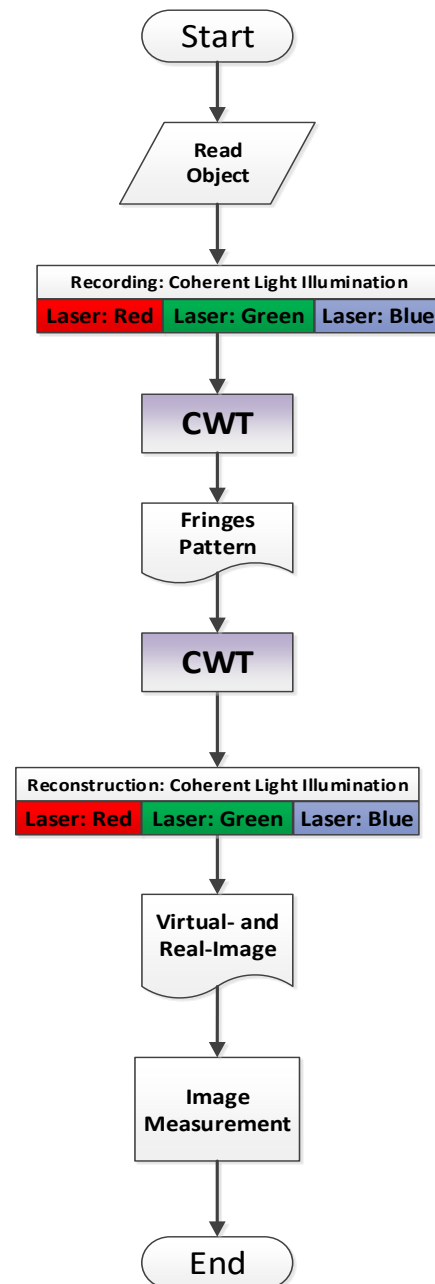 Start
Read
Object
Recording: Coherent Light Illumination
Laser: Red Laser: Green Laser: Blue
CWT
Fringes
Pattern
CWT
Reconstruction: Coherent Light Illumination
Laser: Red Laser: Green Laser: Blue
Virtual- and
Real-Image
Image
Measurement
End